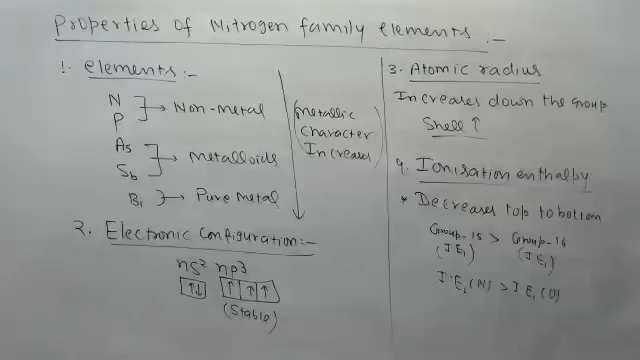 Properties of Nitrogen family elements :-
1. elements :-
N
P
→ Non-metal
As
Sb
→ Metalloids
Bi → Pure metal
(metallic
character
Increases)
2. Electronic configuration :-
ns² np³
↑↓ ↑ ↑ ↑
(Stable)
3. Atomic radius
Increases down the group
Shell ↑
4. Ionisation enthalpy
* Decreases top to bottom
Group-15 > Group-16
(IE₁) (IE₁)
I.E₁(N) > I.E₁(O)